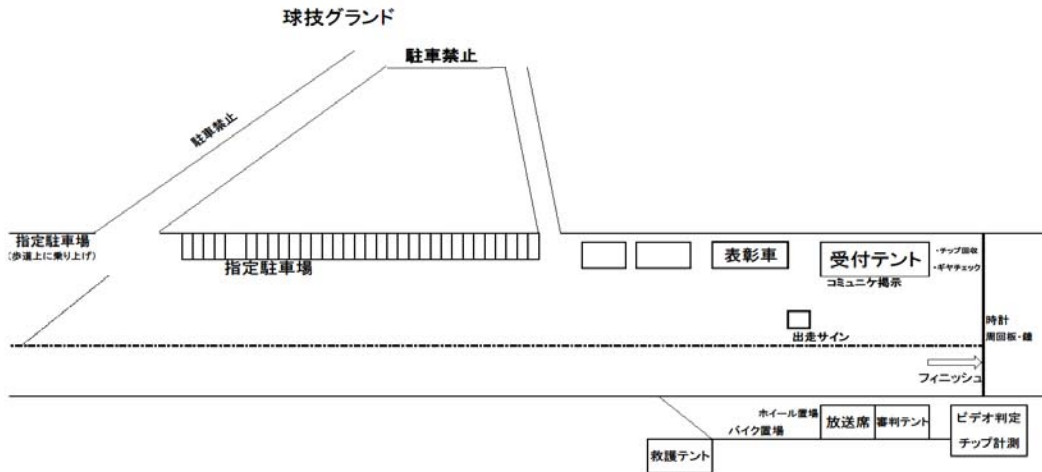 球技グランド
駐車禁止
駐車禁止
指定駐車場
(歩道上に乗り上げ)
指定駐車場
表彰車
受付テント
コミュニケ掲示
・チップ回収
・ギヤチェック
出走サイン
時計
周回板・鐘
フィニッシュ
ホイール置場
バイク置場
放送席
審判テント
ビデオ判定
チップ計測
救護テント